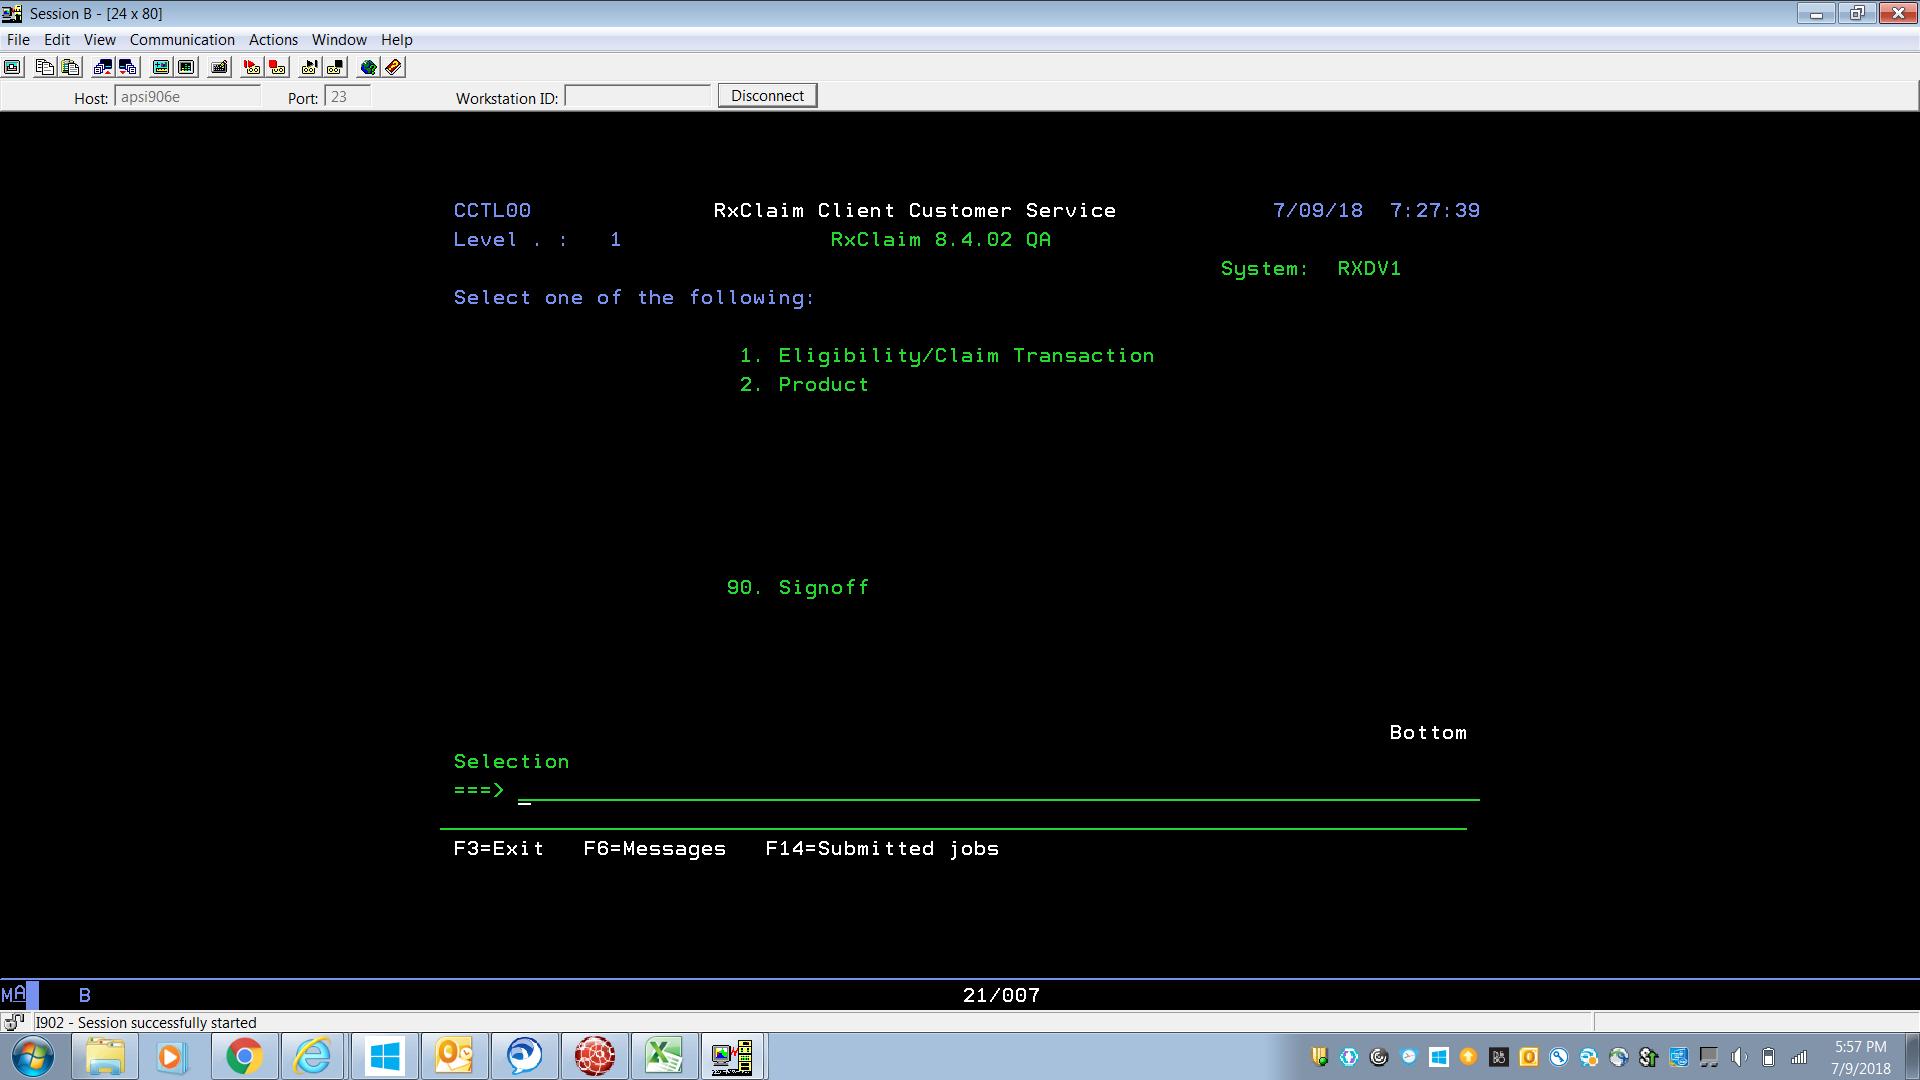 Session B - [24 x 80]
File Edit View Communication Actions Window Help
Host: apsi906e Port: 23 Workstation ID: Disconnect
CCTL00 RxClaim Client Customer Service 7/09/18 7:27:39
Level . : 1 RxClaim 8.4.02 QA
System: RXDV1
Select one of the following:
1. Eligibility/Claim Transaction
2. Product
90. Signoff
Bottom
Selection
===>
F3=Exit F6=Messages F14=Submitted jobs
MA B 21/007
I902 - Session successfully started
5:57 PM
7/9/2018